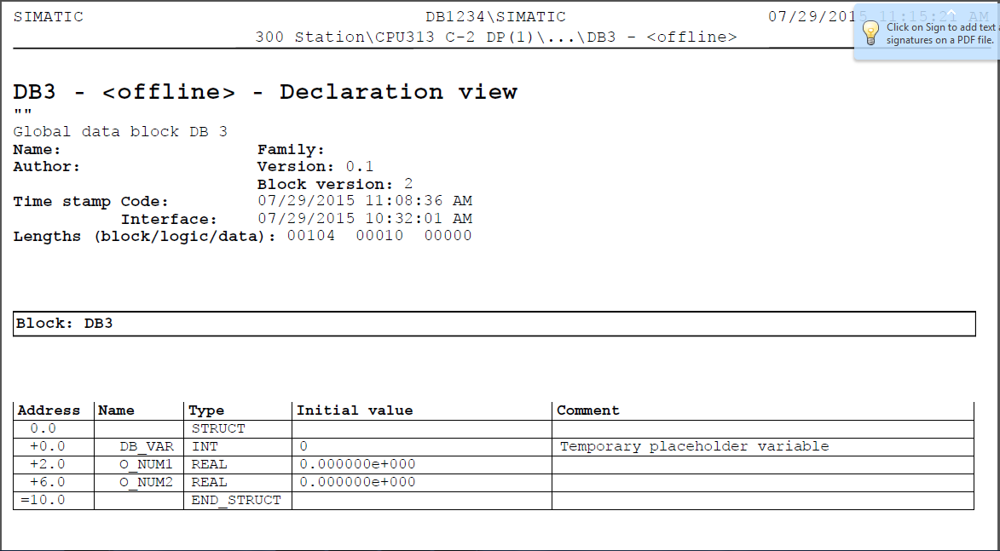 SIMATIC DB1234\SIMATIC 07/29/2015 11:15:21 AM
300 Station\CPU313 C-2 DP(1)\...\DB3 - <offline>
Click on Sign to add text
signatures on a PDF file.
DB3 - <offline> - Declaration view
""
Global data block DB 3
Name: Family:
Author: Version: 0.1
Block version: 2
Time stamp Code: 07/29/2015 11:08:36 AM
Interface: 07/29/2015 10:32:01 AM
Lengths (block/logic/data): 00104 00010 00000
Block: DB3
Address Name Type Initial value Comment
0.0 STRUCT
+0.0 DB_VAR INT 0 Temporary placeholder variable
+2.0 O_NUM1 REAL 0.000000e+000
+6.0 O_NUM2 REAL 0.000000e+000
=10.0 END_STRUCT